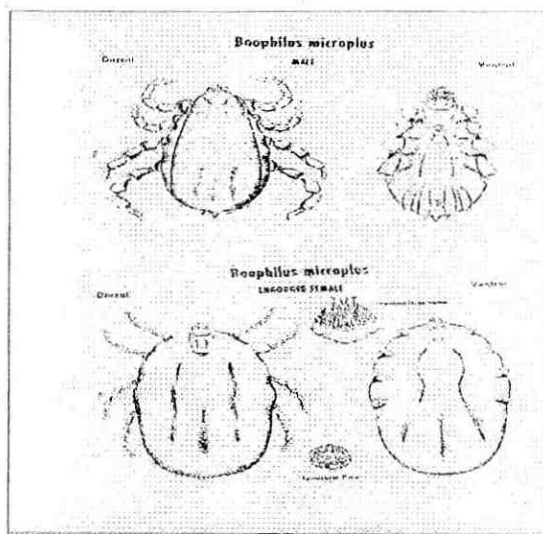 Boophilus microplus
MALE
Dorsal
Ventral
Boophilus microplus
ENGORGED FEMALE
Dorsal
Ventral